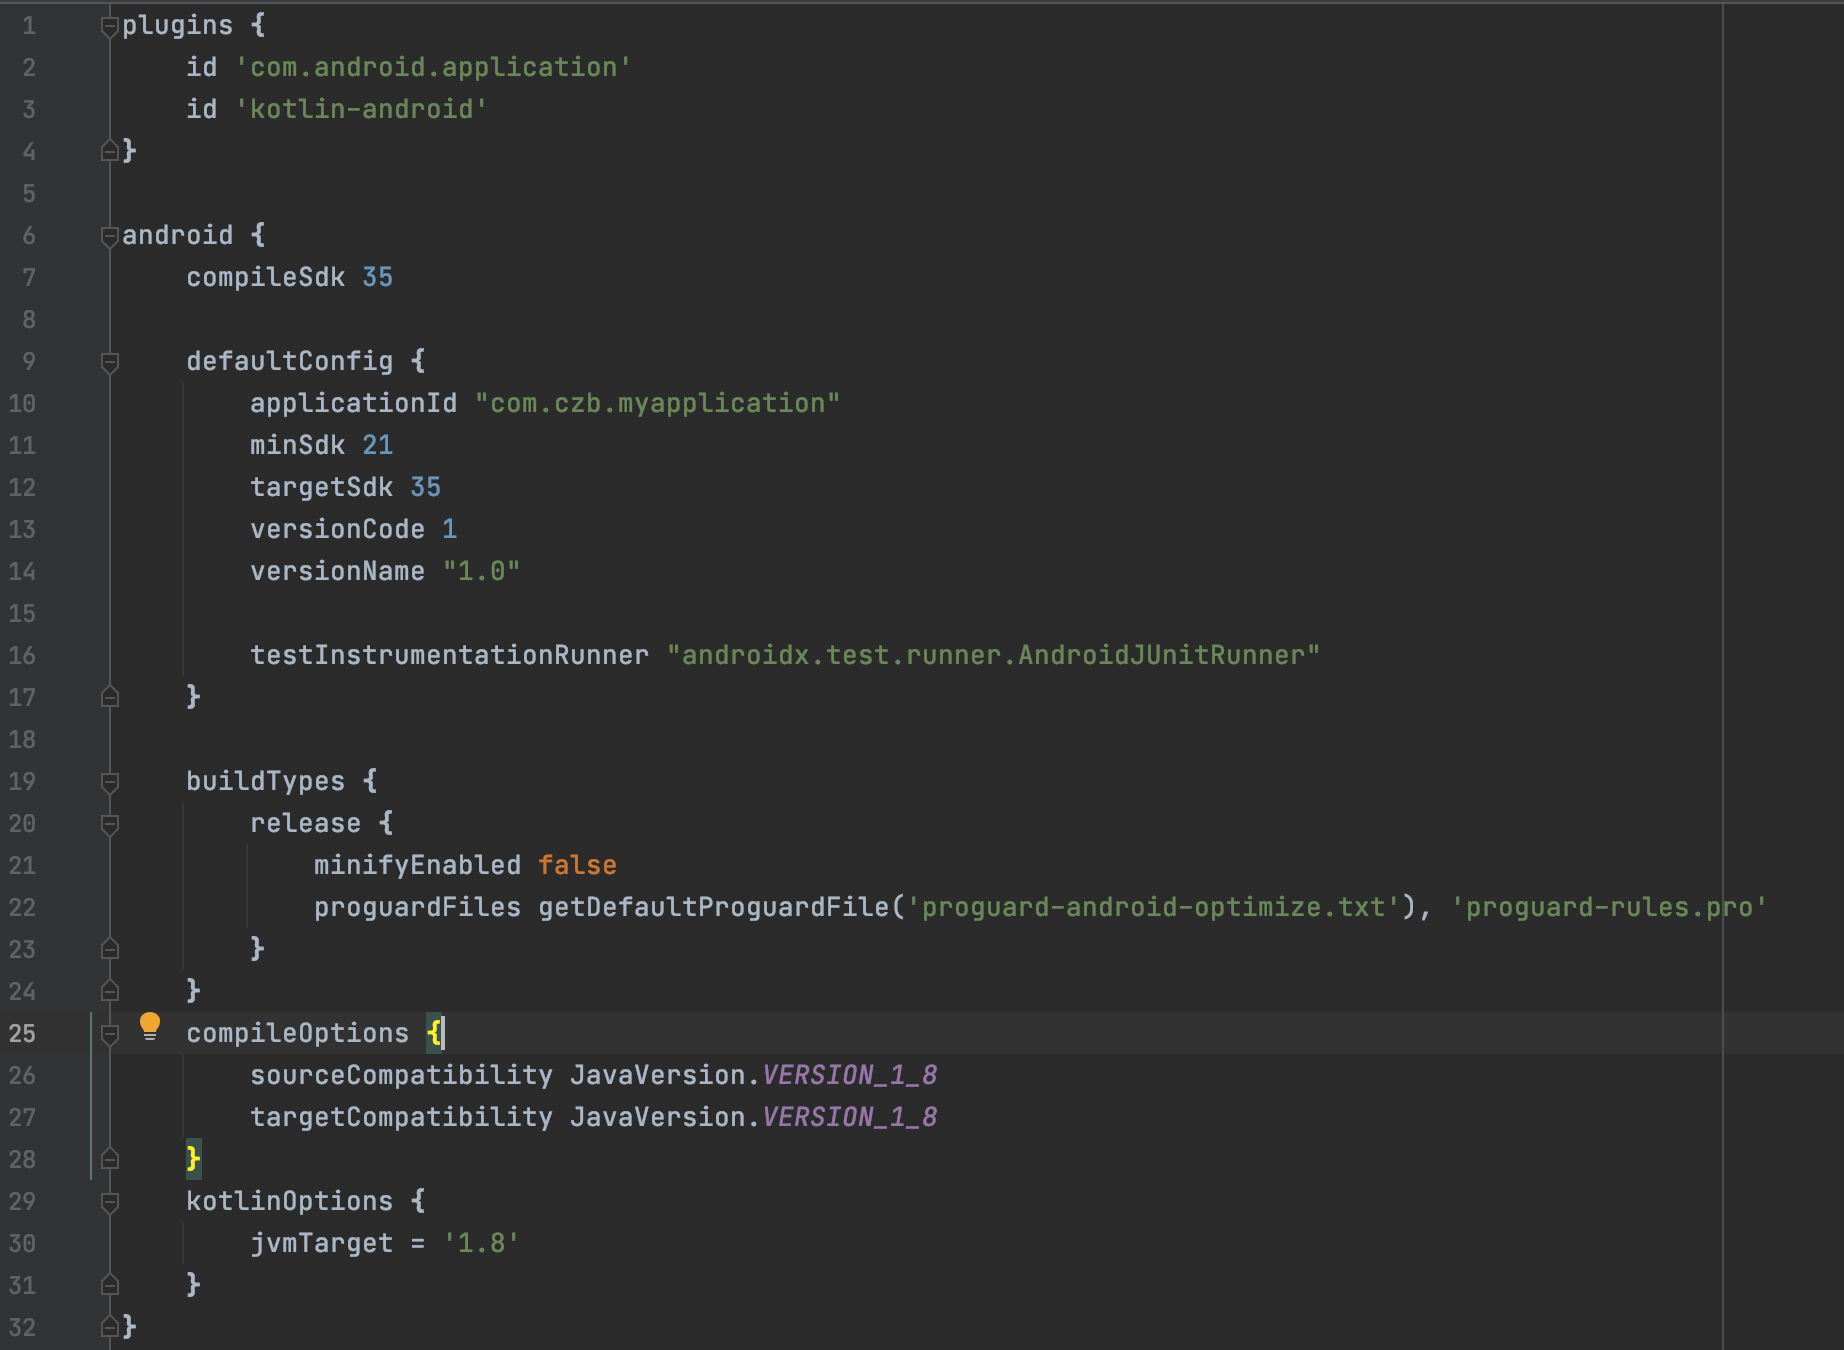 1 plugins {
2     id 'com.android.application'
3     id 'kotlin-android'
4 }
5
6 android {
7     compileSdk 35
8
9     defaultConfig {
10         applicationId "com.czb.myapplication"
11         minSdk 21
12         targetSdk 35
13         versionCode 1
14         versionName "1.0"
15
16         testInstrumentationRunner "androidx.test.runner.AndroidJUnitRunner"
17     }
18
19     buildTypes {
20         release {
21             minifyEnabled false
22             proguardFiles getDefaultProguardFile('proguard-android-optimize.txt'), 'proguard-rules.pro'
23         }
24     }
25     compileOptions {
26         sourceCompatibility JavaVersion.VERSION_1_8
27         targetCompatibility JavaVersion.VERSION_1_8
28     }
29     kotlinOptions {
30         jvmTarget = '1.8'
31     }
32 }